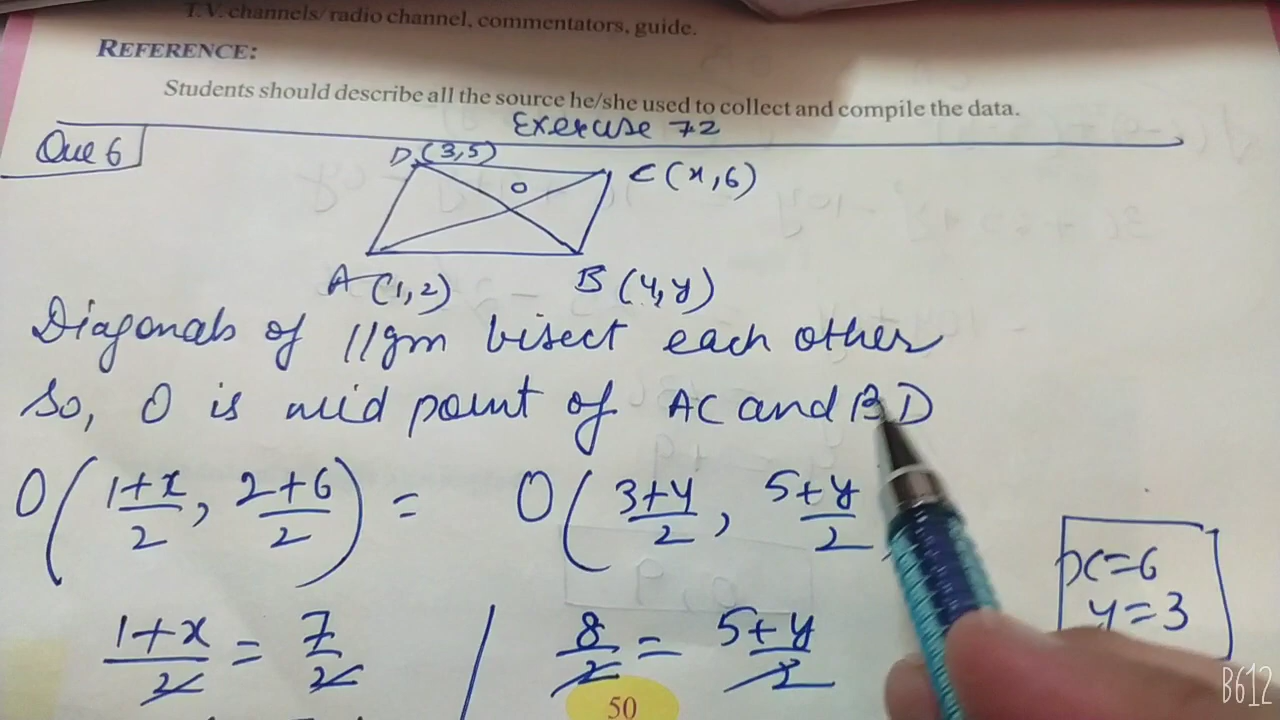 T.V. channels/ radio channel, commentators, guide.
REFERENCE:
Students should describe all the source he/she used to collect and compile the data.
Exercise 7.2
Que 6
D (3,5)
C (x,6)
O
A (1,2)
B (4,y)
Diagonals of ||gm bisect each other
So, O is mid point of AC and BD
O(1+x/2, 2+6/2) = O(3+4/2, 5+y/2
x=6
y=3
1+x/2 = 7/2 | 8/2 = 5+y/2
50
B612